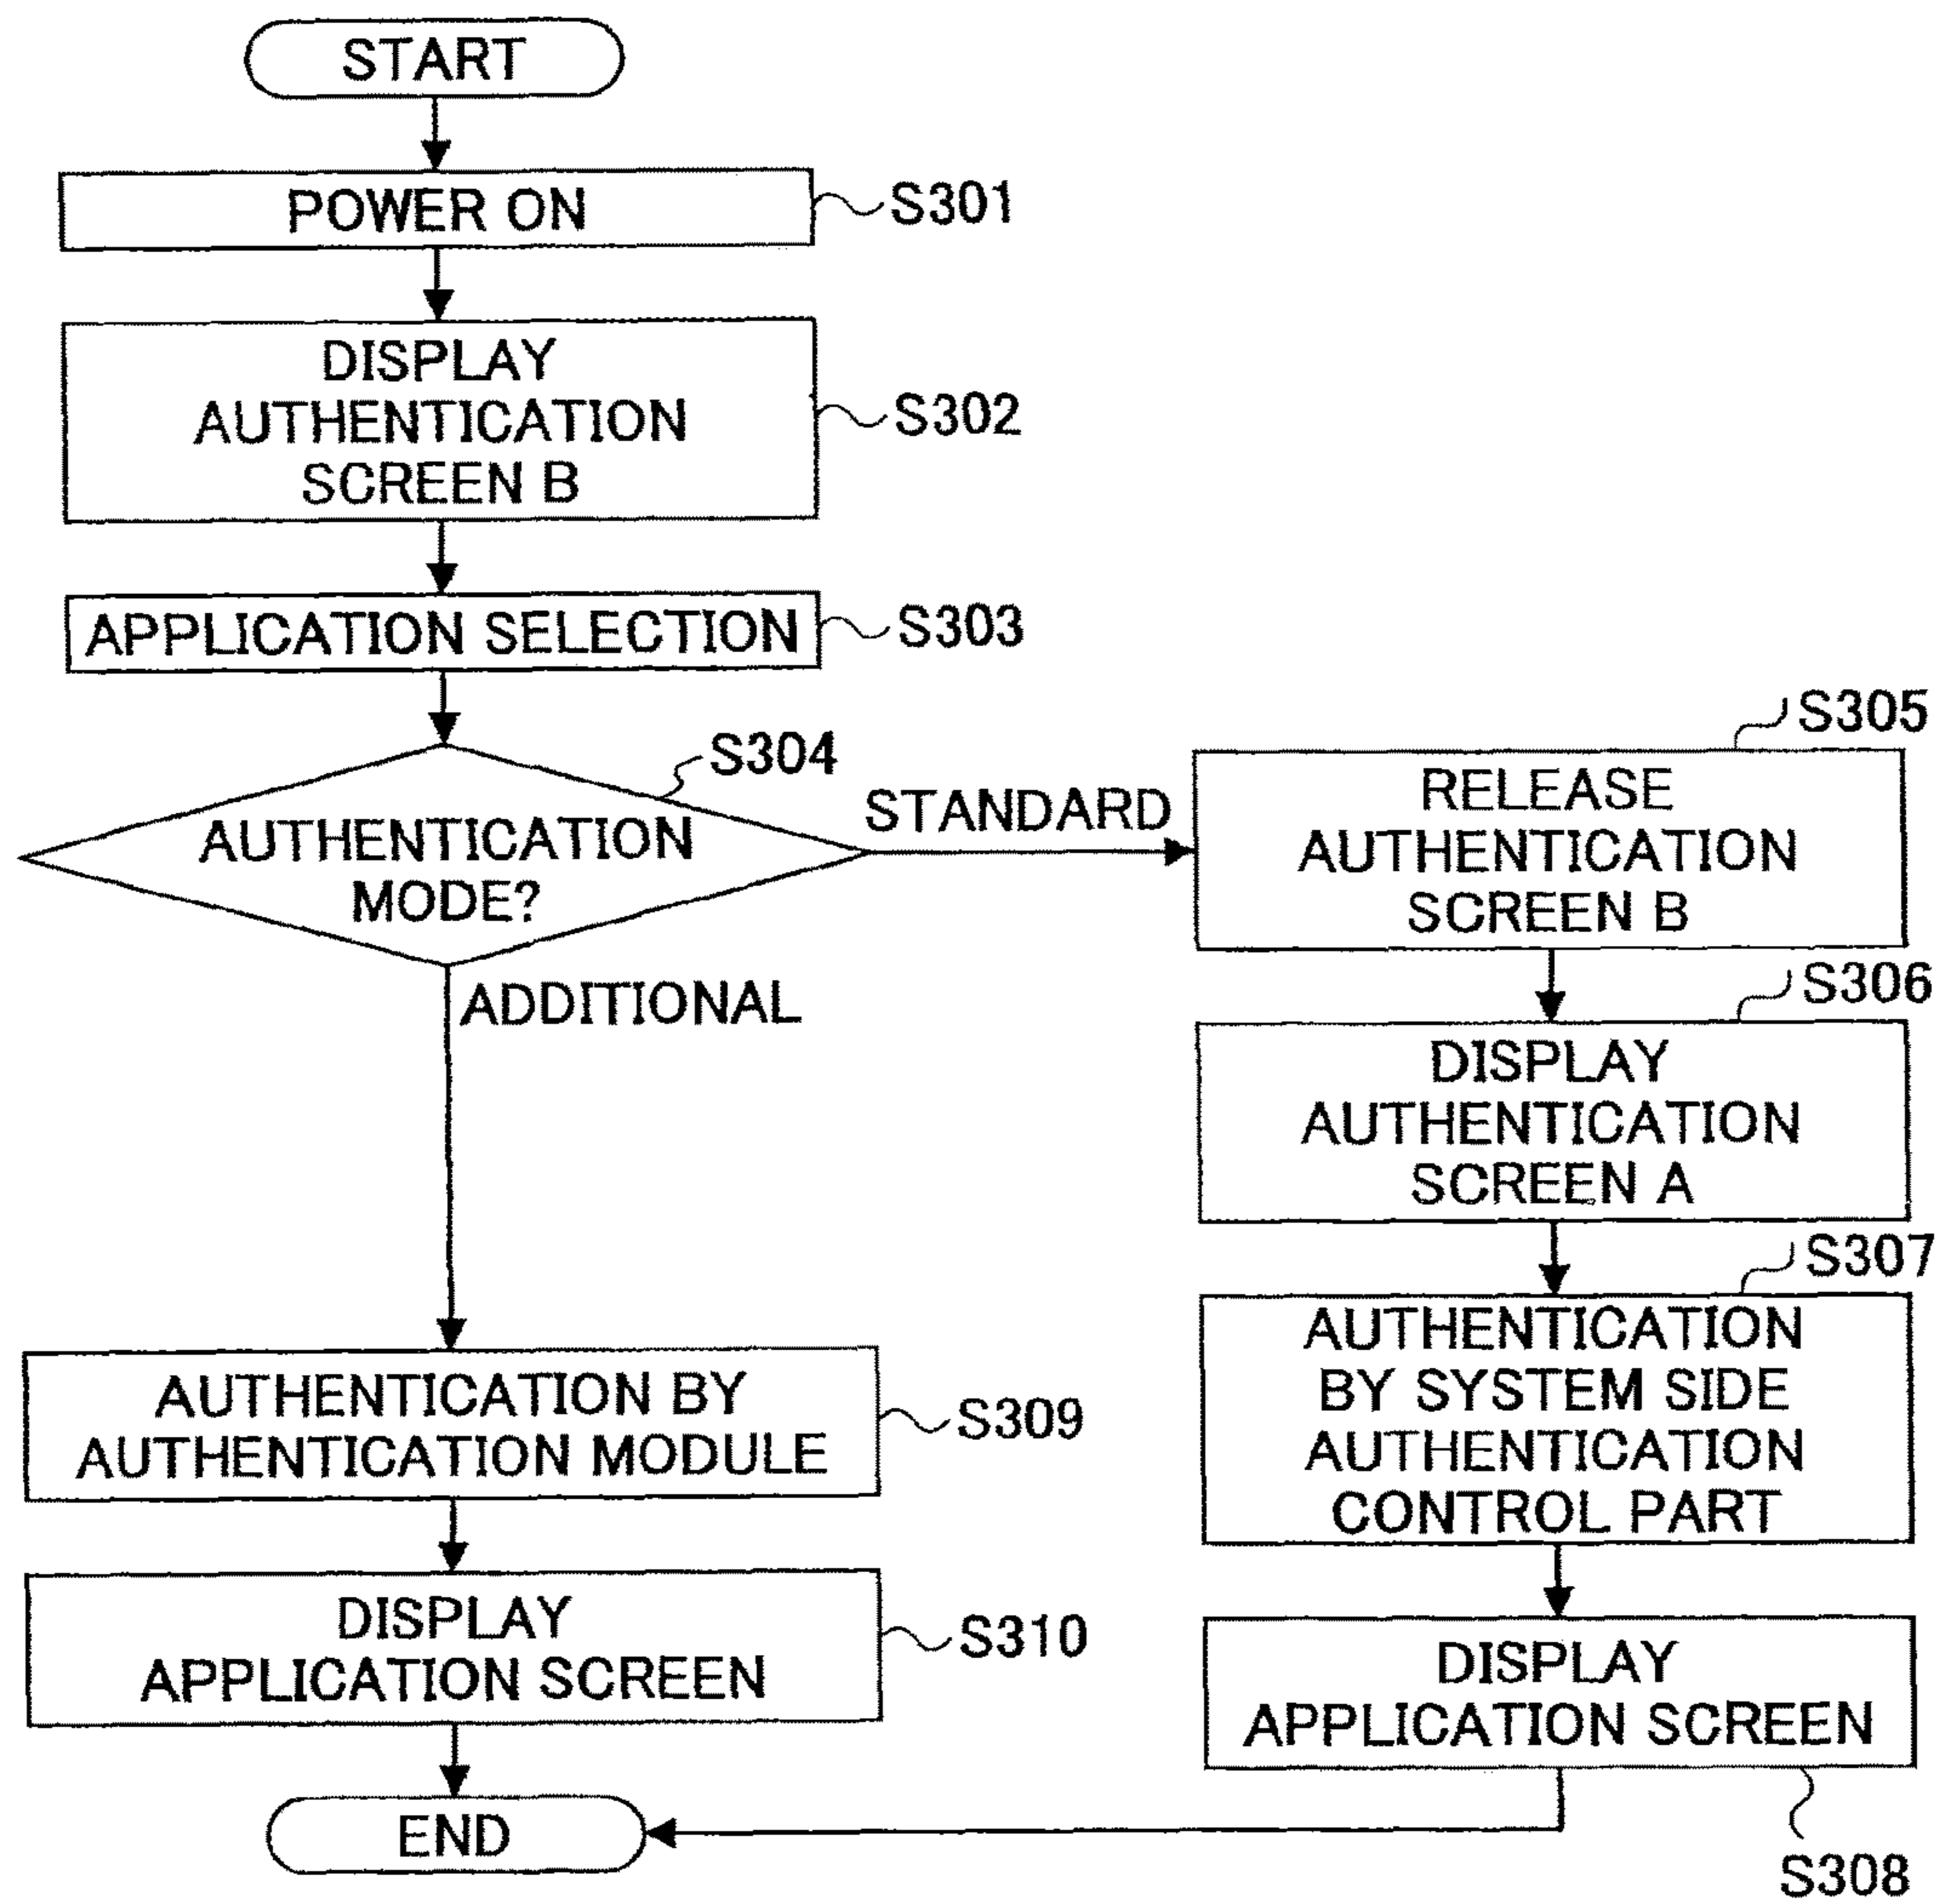 START
POWER ON
S301
DISPLAY
AUTHENTICATION
SCREEN B
S302
APPLICATION SELECTION
S303
S304
AUTHENTICATION
MODE?
STANDARD
ADDITIONAL
S305
RELEASE
AUTHENTICATION
SCREEN B
S306
DISPLAY
AUTHENTICATION
SCREEN A
S307
AUTHENTICATION
BY SYSTEM SIDE
AUTHENTICATION
CONTROL PART
DISPLAY
APPLICATION SCREEN
S308
AUTHENTICATION BY
AUTHENTICATION MODULE
S309
DISPLAY
APPLICATION SCREEN
S310
END